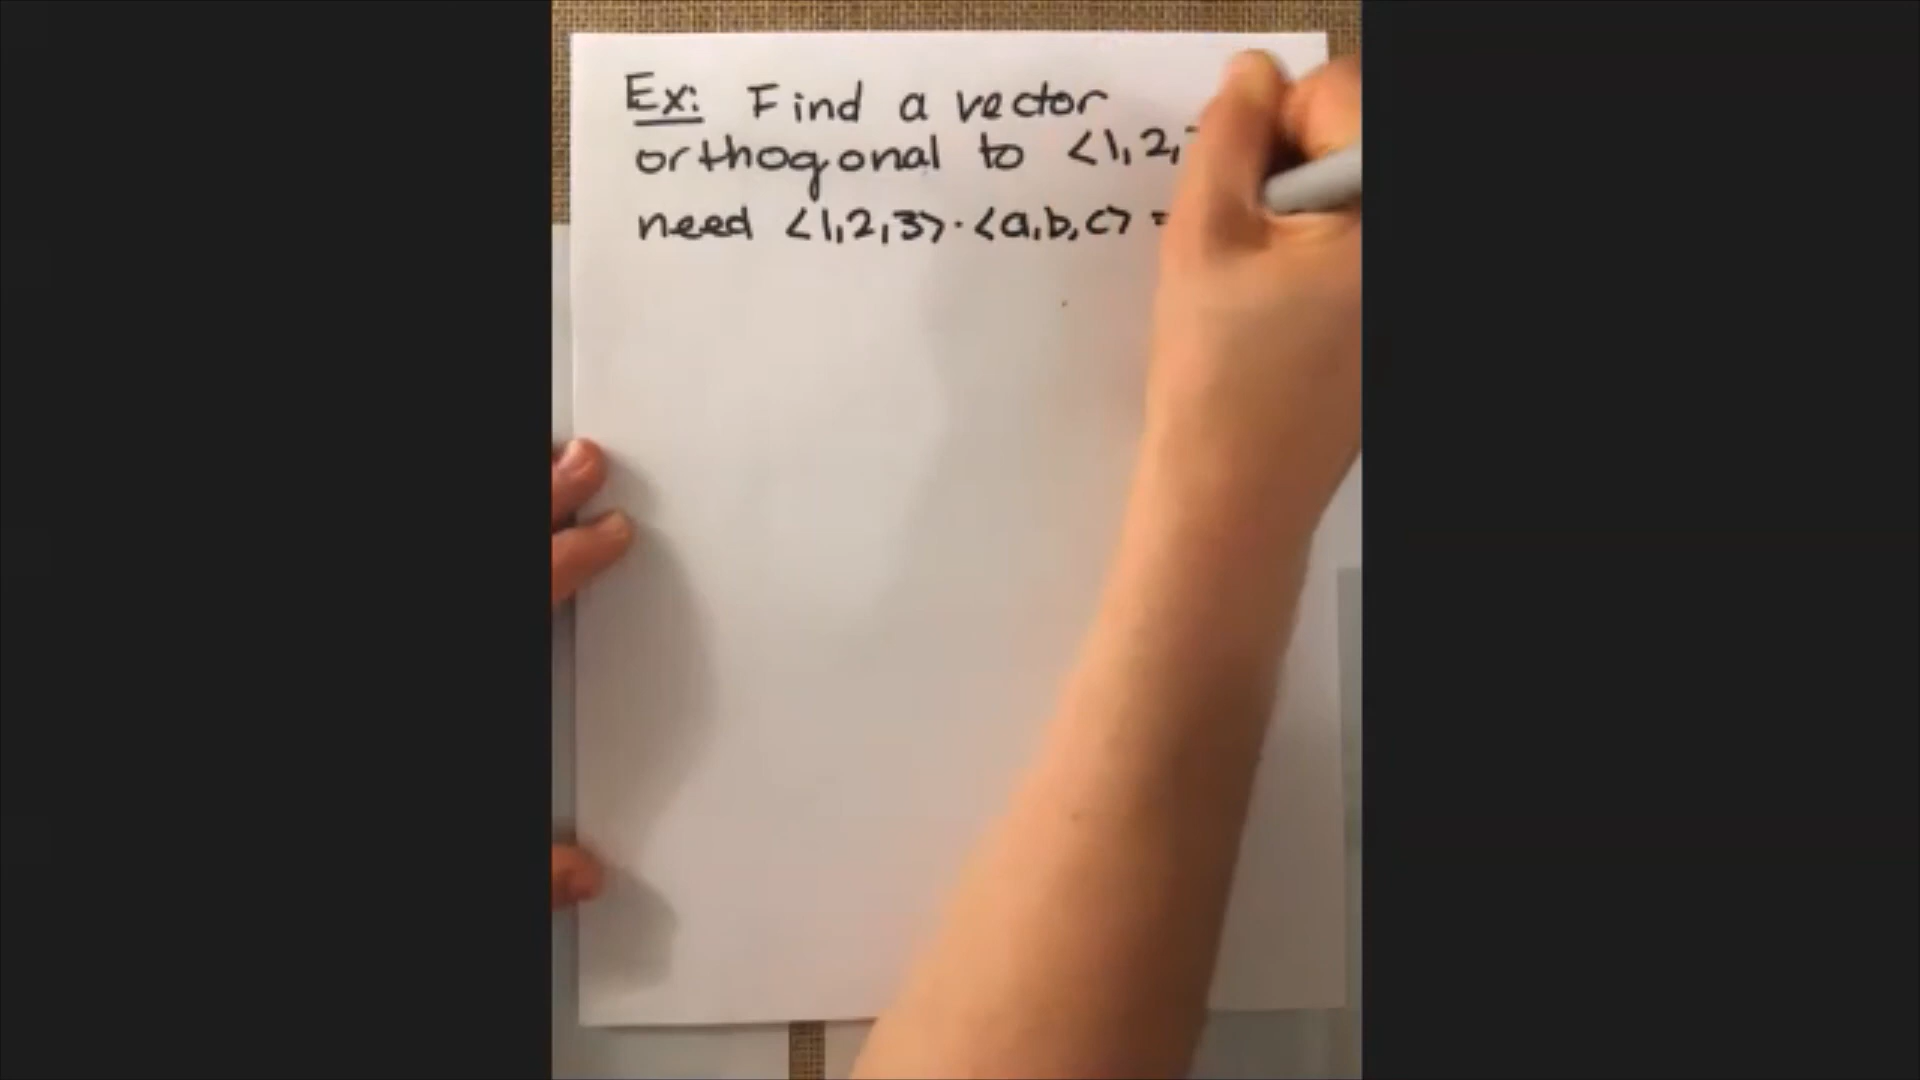 Ex: Find a vector
orthogonal to <1,2,
need <1,2,3>·<a,b,c> =